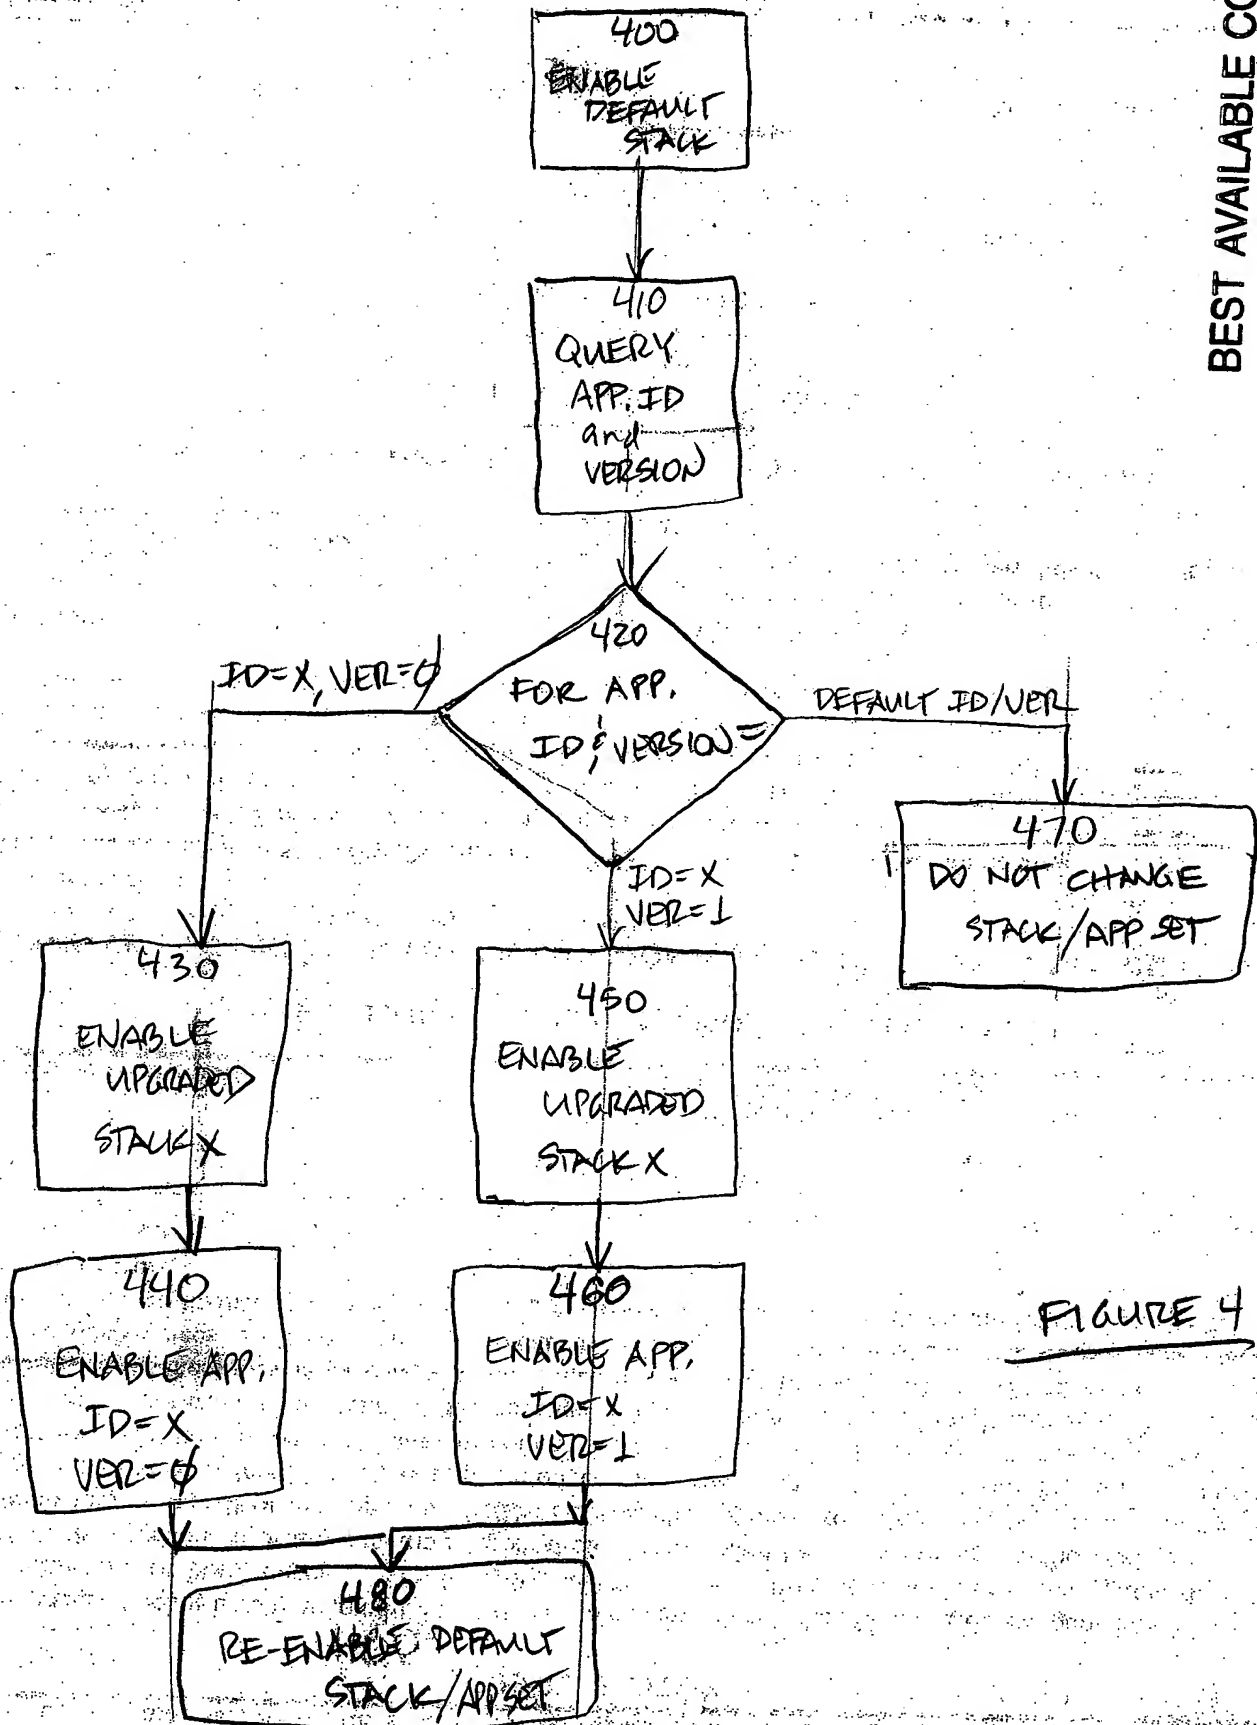 400
ENABLE
DEFAULT
STACK
BEST AVAILABLE
410
QUERY
APP. ID
and
VERSION
420
FOR APP.
ID & VERSION =
ID=X, VER=0
DEFAULT ID/VER
ID=X
VER=1
470
DO NOT CHANGE
STACK/APP SET
430
ENABLE
UPGRADED
STACK X
450
ENABLE
UPGRADED
STACK X
440
ENABLE APP.
ID=X
VER=0
460
ENABLE APP.
ID=X
VER=1
FIGURE 4
480
RE-ENABLE DEFAULT
STACK/APP SET